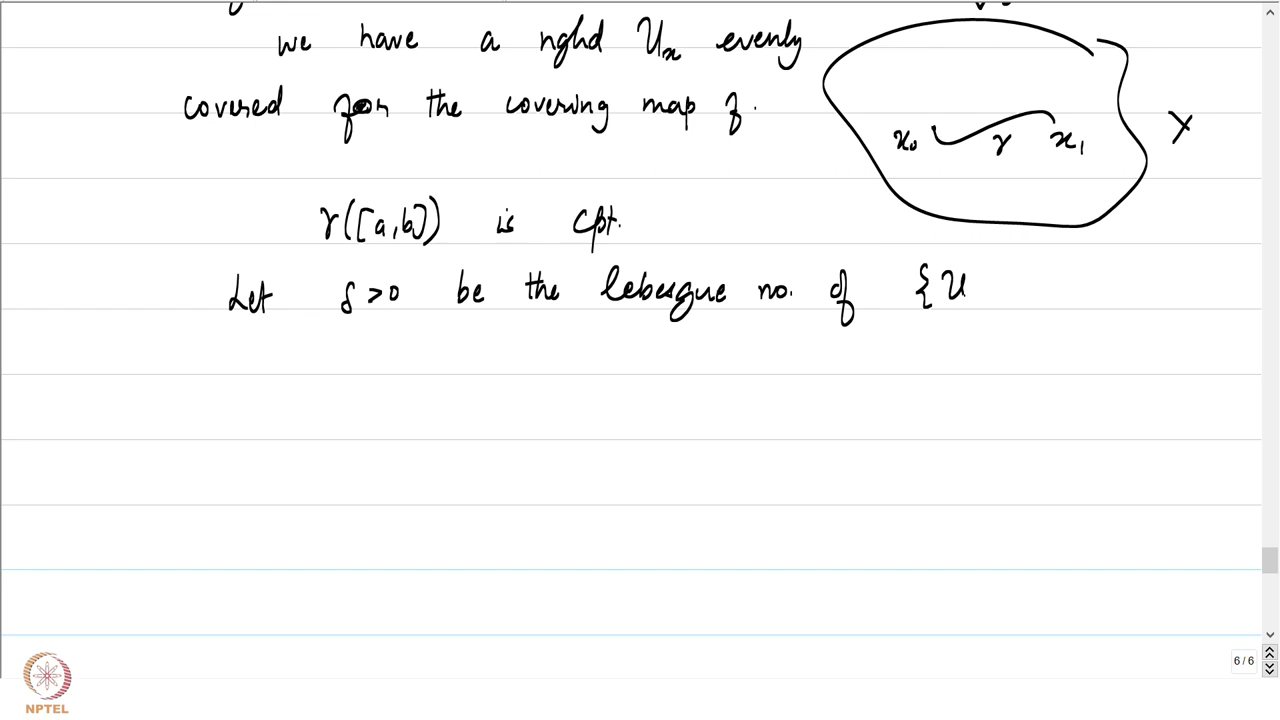 we have a nghd U_x evenly
covered for the covering map f.
x₀ γ x₁ X
γ([a,b]) is cpt.
Let δ>0 be the lebesgue no. of {U
6 / 6
NPTEL